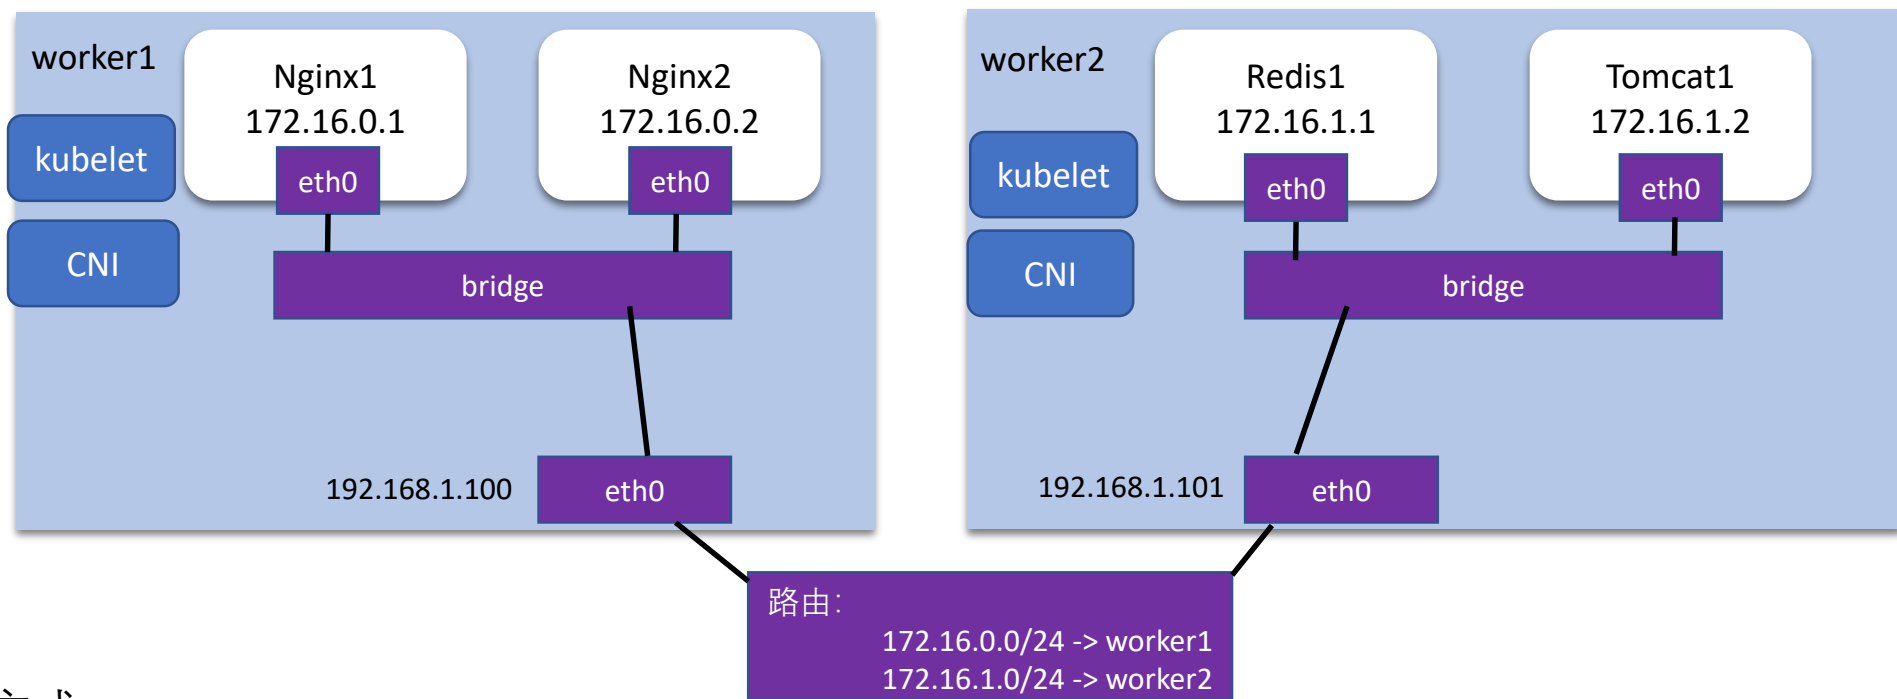 worker1
Nginx1
172.16.0.1
Nginx2
172.16.0.2
kubelet
eth0
eth0
CNI
bridge
192.168.1.100
eth0
worker2
Redis1
172.16.1.1
Tomcat1
172.16.1.2
kubelet
eth0
eth0
CNI
bridge
192.168.1.101
eth0
路由:
172.16.0.0/24 -> worker1
172.16.1.0/24 -> worker2